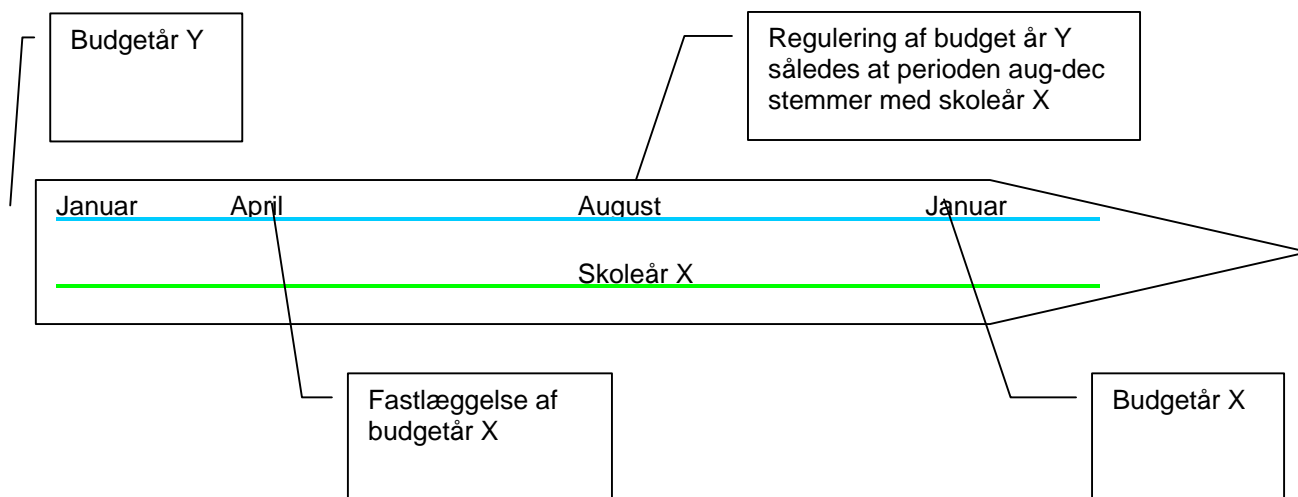 Budgetår Y
Regulering af budget år Y
således at perioden aug-dec
stemmer med skoleår X
Januar April August Januar
Skoleår X
Fastlæggelse af
budgetår X
Budgetår X